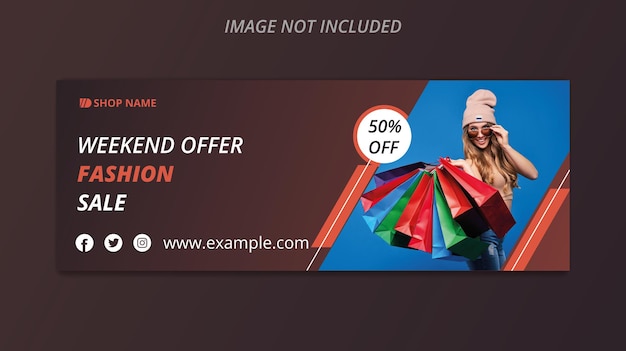 IMAGE NOT INCLUDED
SHOP NAME
WEEKEND OFFER
FASHION
SALE
50%
OFF
www.example.com